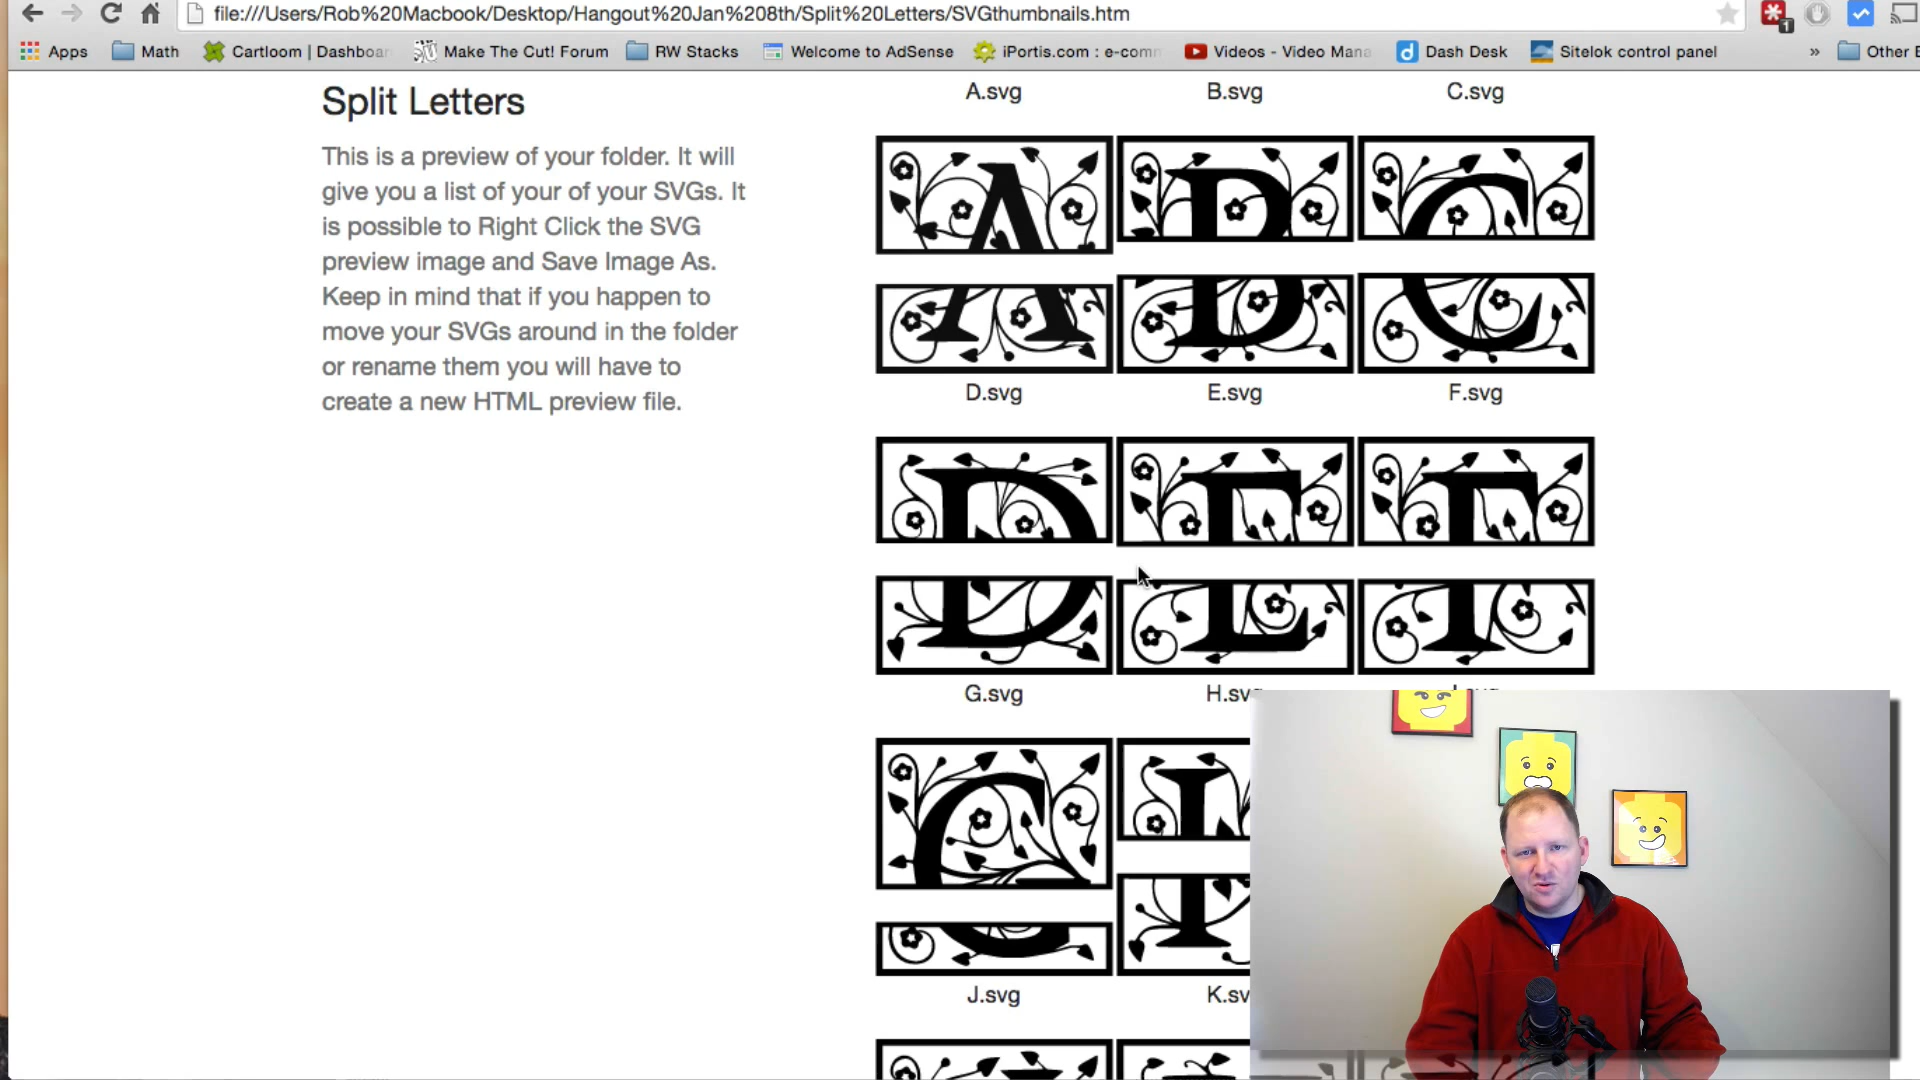 file:///Users/Rob%20Macbook/Desktop/Hangout%20Jan%208th/Split%20Letters/SVGthumbnails.htm
1
Apps Math Cartloom | Dashboa Make The Cut! Forum RW Stacks Welcome to AdSense iPortis.com : e-comm Videos - Video Mana Dash Desk Sitelok control panel » Other
Split Letters
This is a preview of your folder. It will
give you a list of your of your SVGs. It
is possible to Right Click the SVG
preview image and Save Image As.
Keep in mind that if you happen to
move your SVGs around in the folder
or rename them you will have to
create a new HTML preview file.
A.svg B.svg C.svg
A B C
D.svg E.svg F.svg
D E F
G.svg H.sv
G
J.svg K.sv